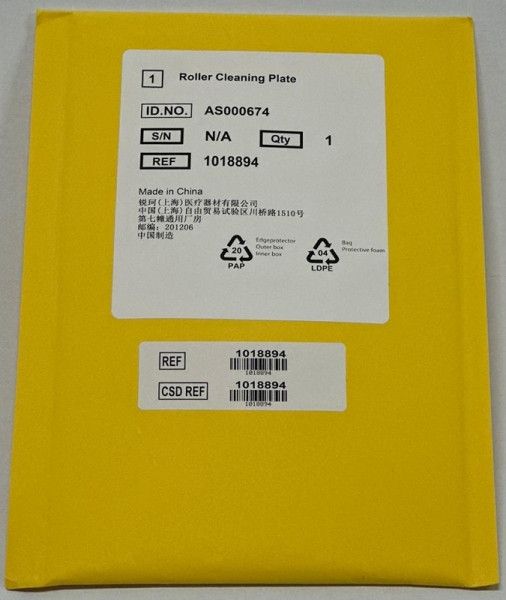 1 Roller Cleaning Plate
ID.NO. AS000674
S/N N/A Qty 1
REF 1018894
Made in China
锐珂(上海)医疗器材有限公司
中国(上海)自由贸易试验区川桥路1510号
第七幢通用厂房
邮编: 201206
中国制造
20
PAP
Edgeprotector
Outer box
Inner box
04
LDPE
Bag
Protective foam
REF 1018894
1018894
CSD REF 1018894
1018894